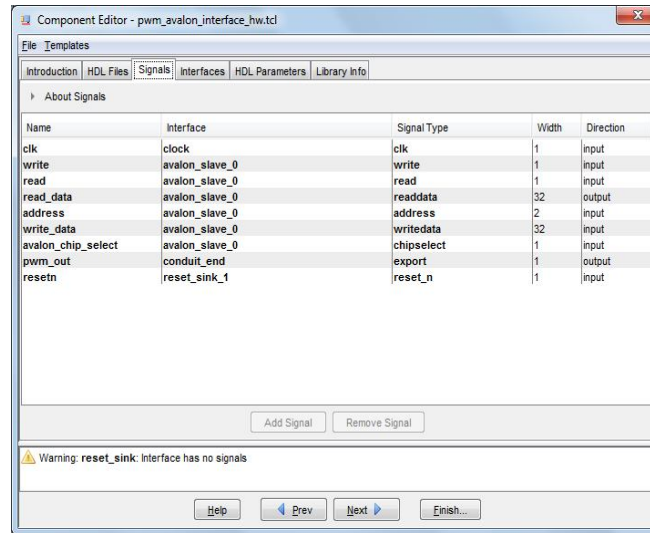 Component Editor - pwm_avalon_interface_hw.tcl
File Templates
Introduction HDL Files Signals Interfaces HDL Parameters Library Info
About Signals
Name Interface Signal Type Width Direction
clk clock clk 1 input
write avalon_slave_0 write 1 input
read avalon_slave_0 read 1 input
read_data avalon_slave_0 readdata 32 output
address avalon_slave_0 address 2 input
write_data avalon_slave_0 writedata 32 input
avalon_chip_select avalon_slave_0 chipselect 1 input
pwm_out conduit_end export 1 output
resetn reset_sink_1 reset_n 1 input
Add Signal Remove Signal
Warning: reset_sink: Interface has no signals
Help Prev Next Finish...